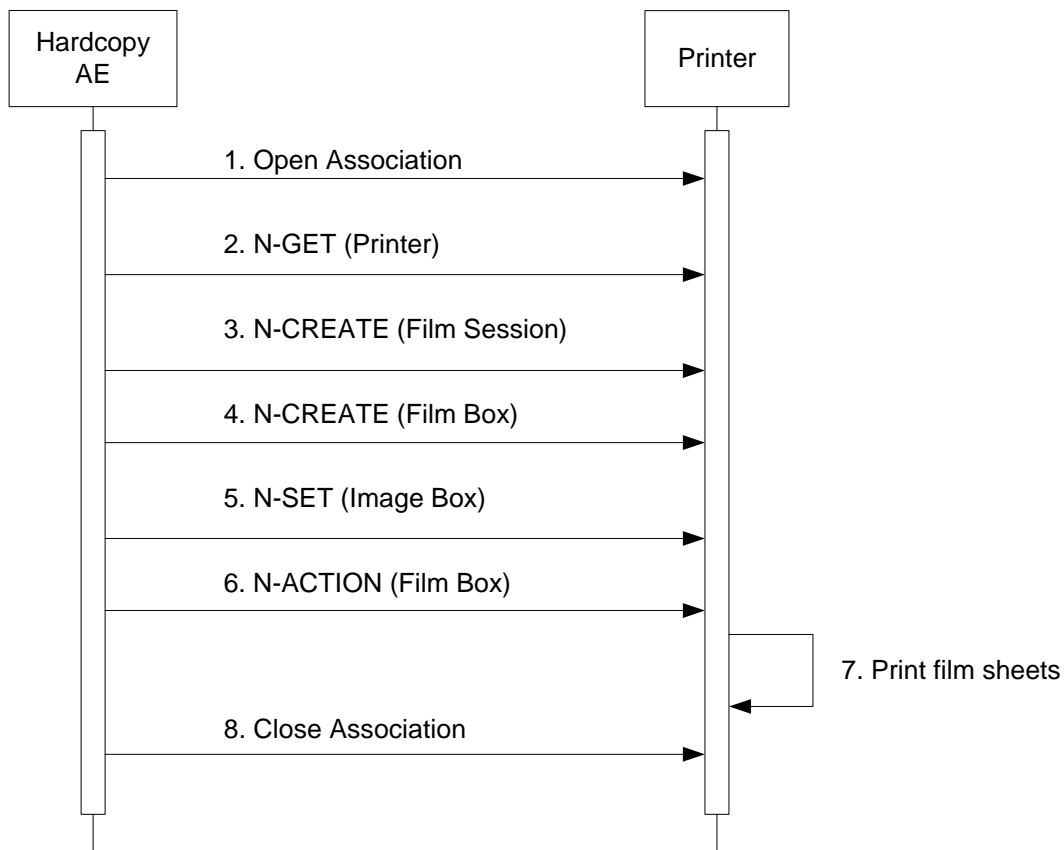 Hardcopy
AE
Printer
1. Open Association
2. N-GET (Printer)
3. N-CREATE (Film Session)
4. N-CREATE (Film Box)
5. N-SET (Image Box)
6. N-ACTION (Film Box)
7. Print film sheets
8. Close Association